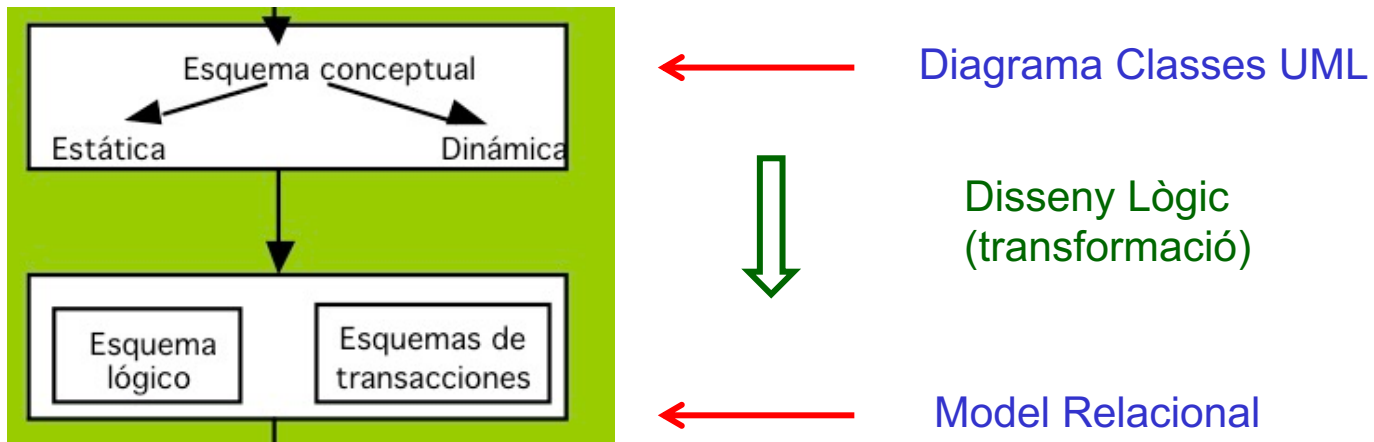 Esquema conceptual
Diagrama Classes UML
Estática
Dinámica
Disseny Lògic
(transformació)
Esquema
lógico
Esquemas de
transacciones
Model Relacional